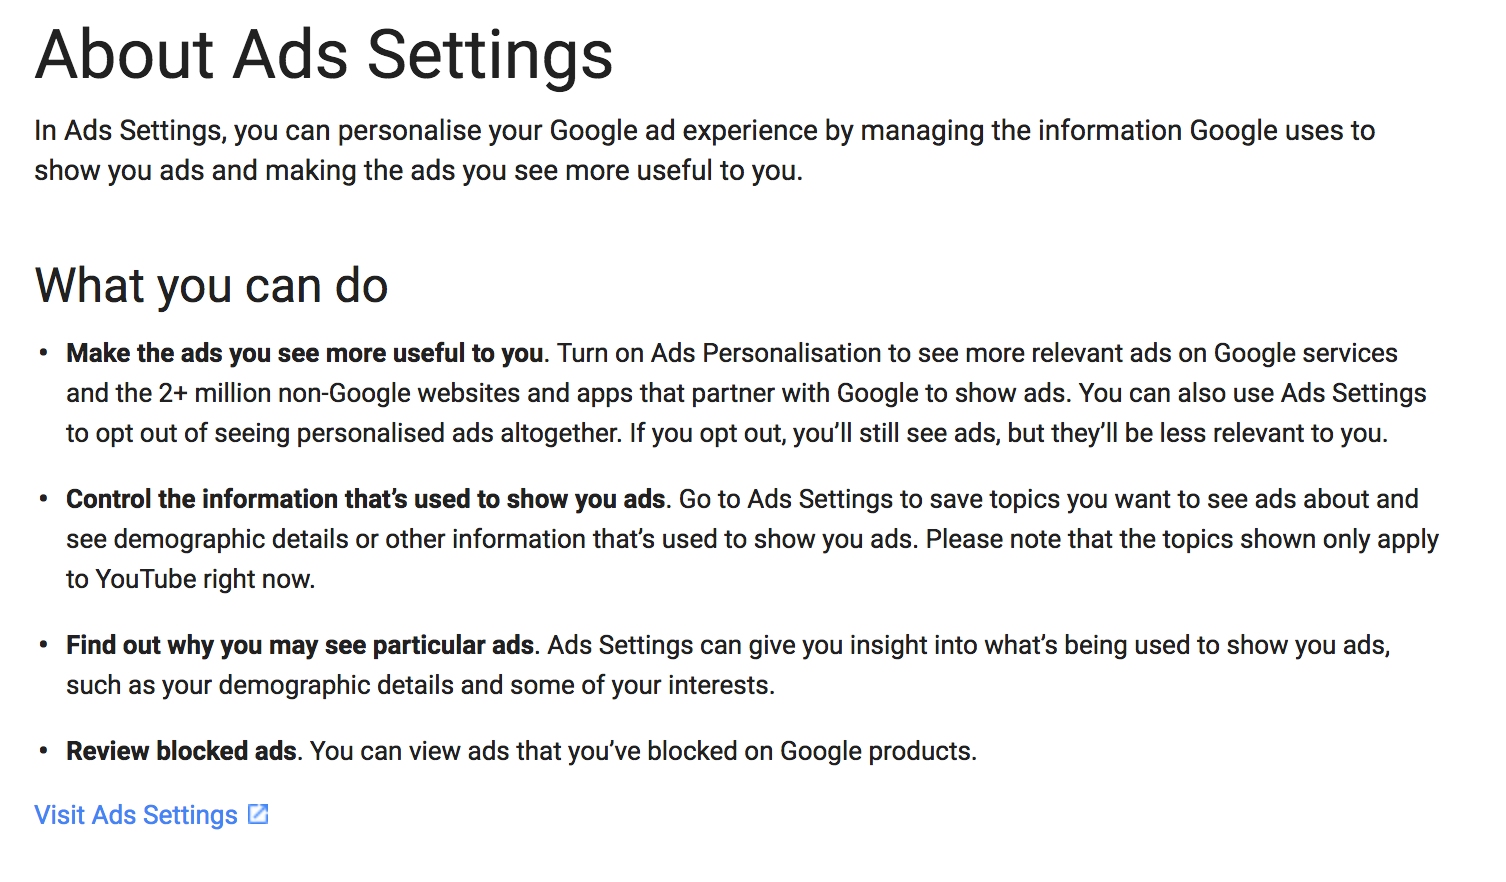 About Ads Settings
In Ads Settings, you can personalise your Google ad experience by managing the information Google uses to
show you ads and making the ads you see more useful to you.
What you can do
• Make the ads you see more useful to you. Turn on Ads Personalisation to see more relevant ads on Google services
and the 2+ million non-Google websites and apps that partner with Google to show ads. You can also use Ads Settings
to opt out of seeing personalised ads altogether. If you opt out, you’ll still see ads, but they’ll be less relevant to you.
• Control the information that’s used to show you ads. Go to Ads Settings to save topics you want to see ads about and
see demographic details or other information that’s used to show you ads. Please note that the topics shown only apply
to YouTube right now.
• Find out why you may see particular ads. Ads Settings can give you insight into what’s being used to show you ads,
such as your demographic details and some of your interests.
• Review blocked ads. You can view ads that you’ve blocked on Google products.
Visit Ads Settings